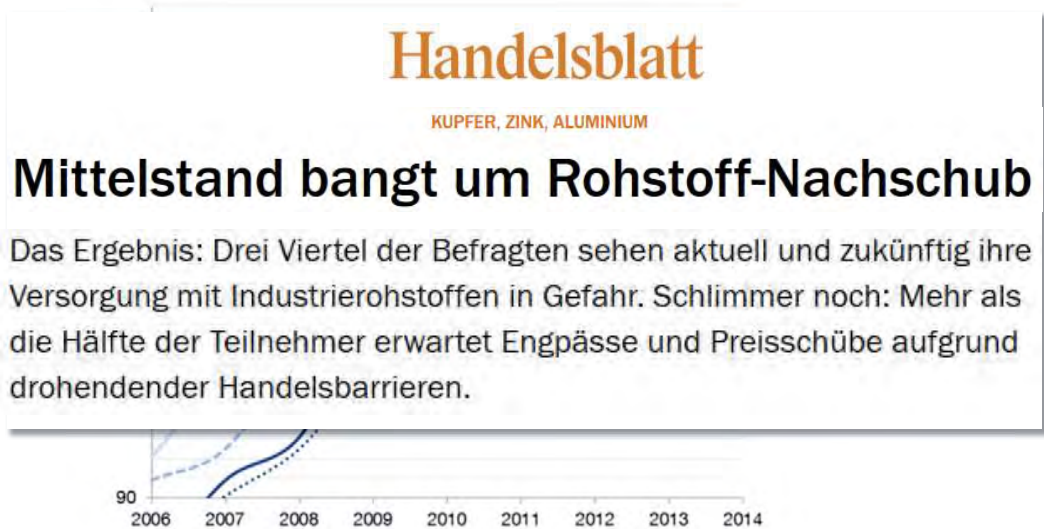 Handelsblatt
KUPFER, ZINK, ALUMINIUM
Mittelstand bangt um Rohstoff-Nachschub
Das Ergebnis: Drei Viertel der Befragten sehen aktuell und zukünftig ihre
Versorgung mit Industrierohstoffen in Gefahr. Schlimmer noch: Mehr als
die Hälfte der Teilnehmer erwartet Engpässe und Preisschübe aufgrund
drohendender Handelsbarrieren.
90
2006 2007 2008 2009 2010 2011 2012 2013 2014